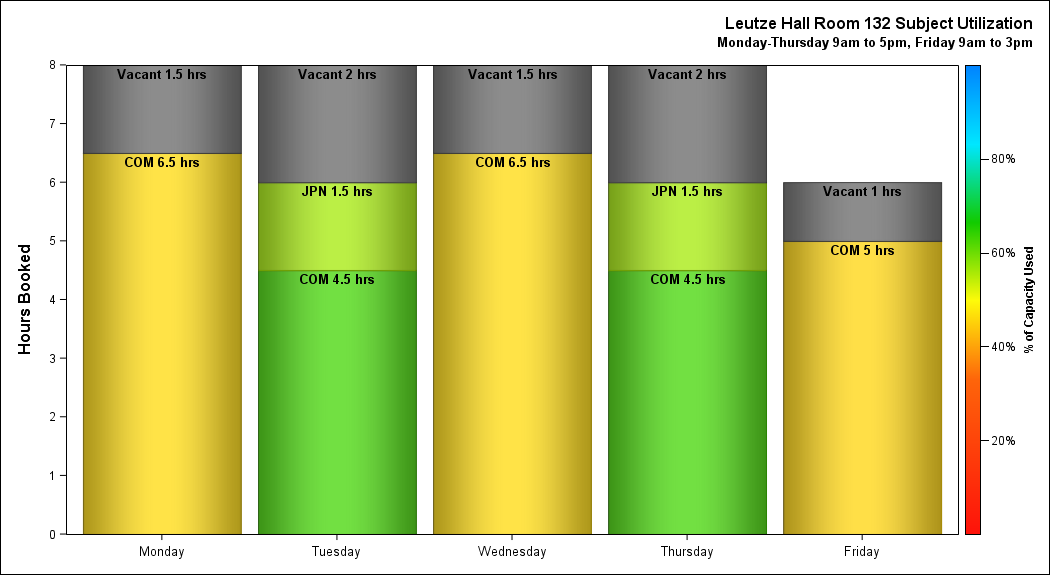 Leutze Hall Room 132 Subject Utilization
Monday-Thursday 9am to 5pm, Friday 9am to 3pm
Hours Booked
8
7
6
5
4
3
2
1
0
Vacant 1.5 hrs
COM 6.5 hrs
Vacant 2 hrs
JPN 1.5 hrs
COM 4.5 hrs
Vacant 1.5 hrs
COM 6.5 hrs
Vacant 2 hrs
JPN 1.5 hrs
COM 4.5 hrs
Vacant 1 hrs
COM 5 hrs
Monday
Tuesday
Wednesday
Thursday
Friday
80%
60%
40%
20%
% of Capacity Used